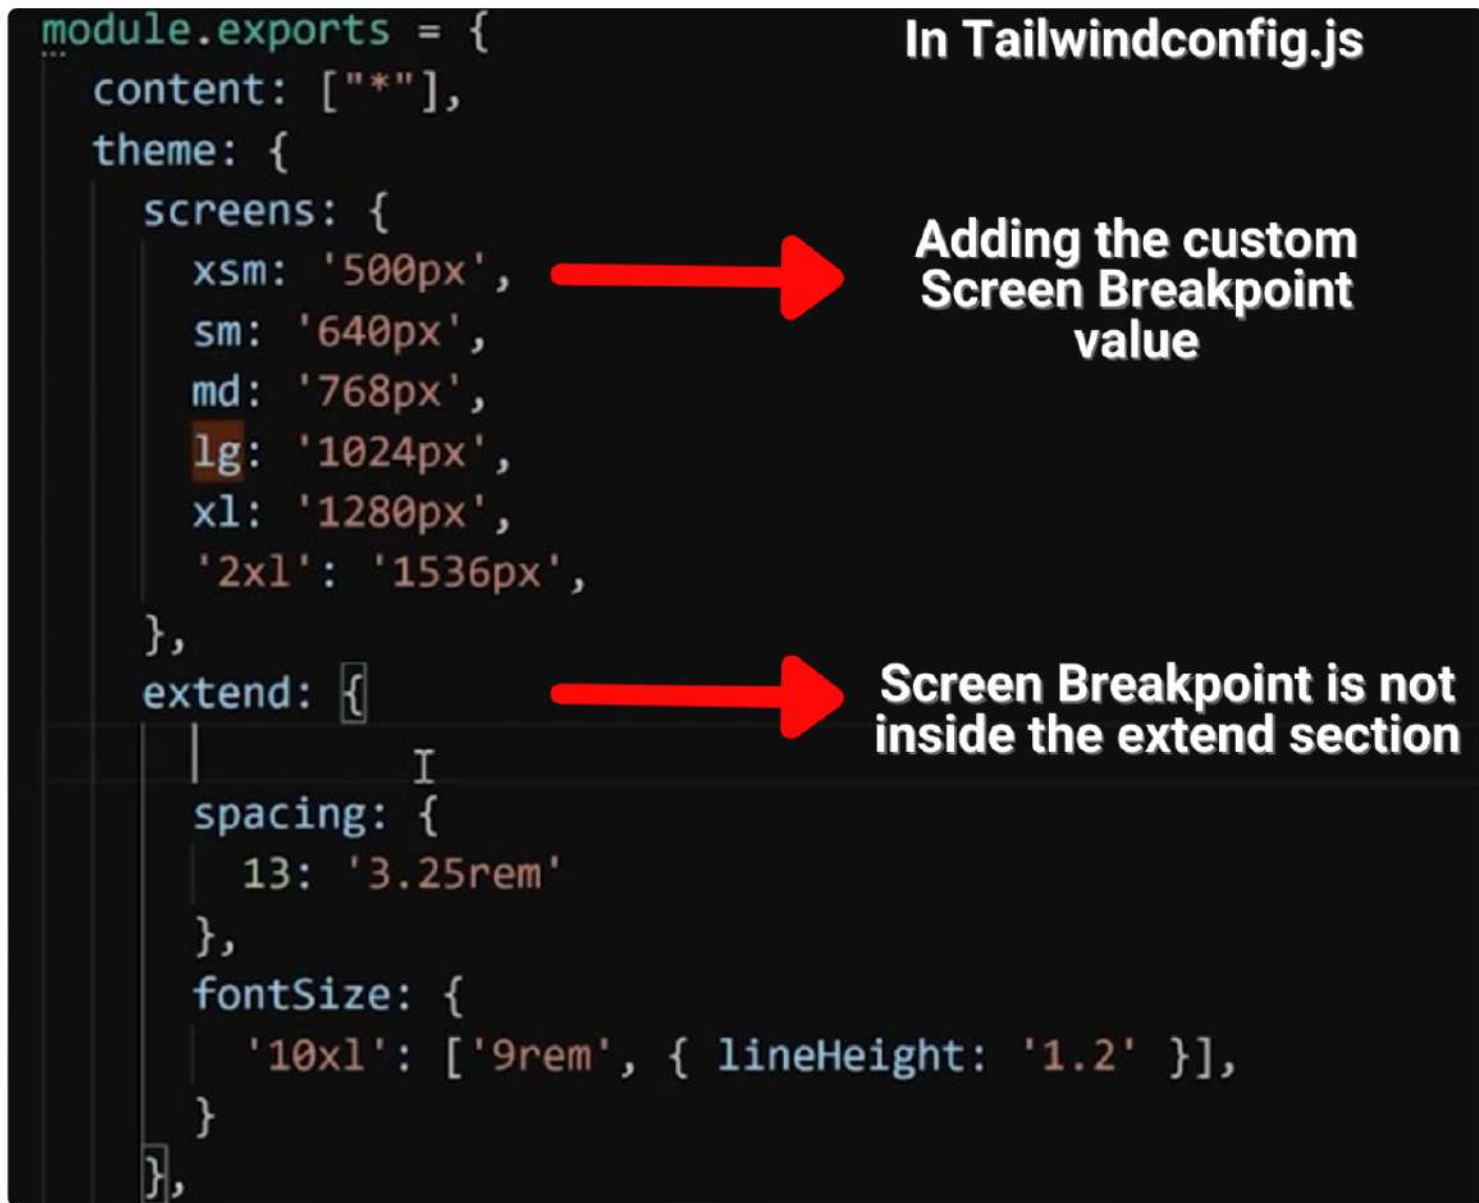 module.exports = {
In Tailwindconfig.js
content: ["*"],
theme: {
screens: {
xsm: '500px',
Adding the custom
Screen Breakpoint
value
sm: '640px',
md: '768px',
lg: '1024px',
xl: '1280px',
'2xl': '1536px',
},
extend: {
Screen Breakpoint is not
inside the extend section
spacing: {
13: '3.25rem'
},
fontSize: {
'10xl': ['9rem', { lineHeight: '1.2' }],
}
},